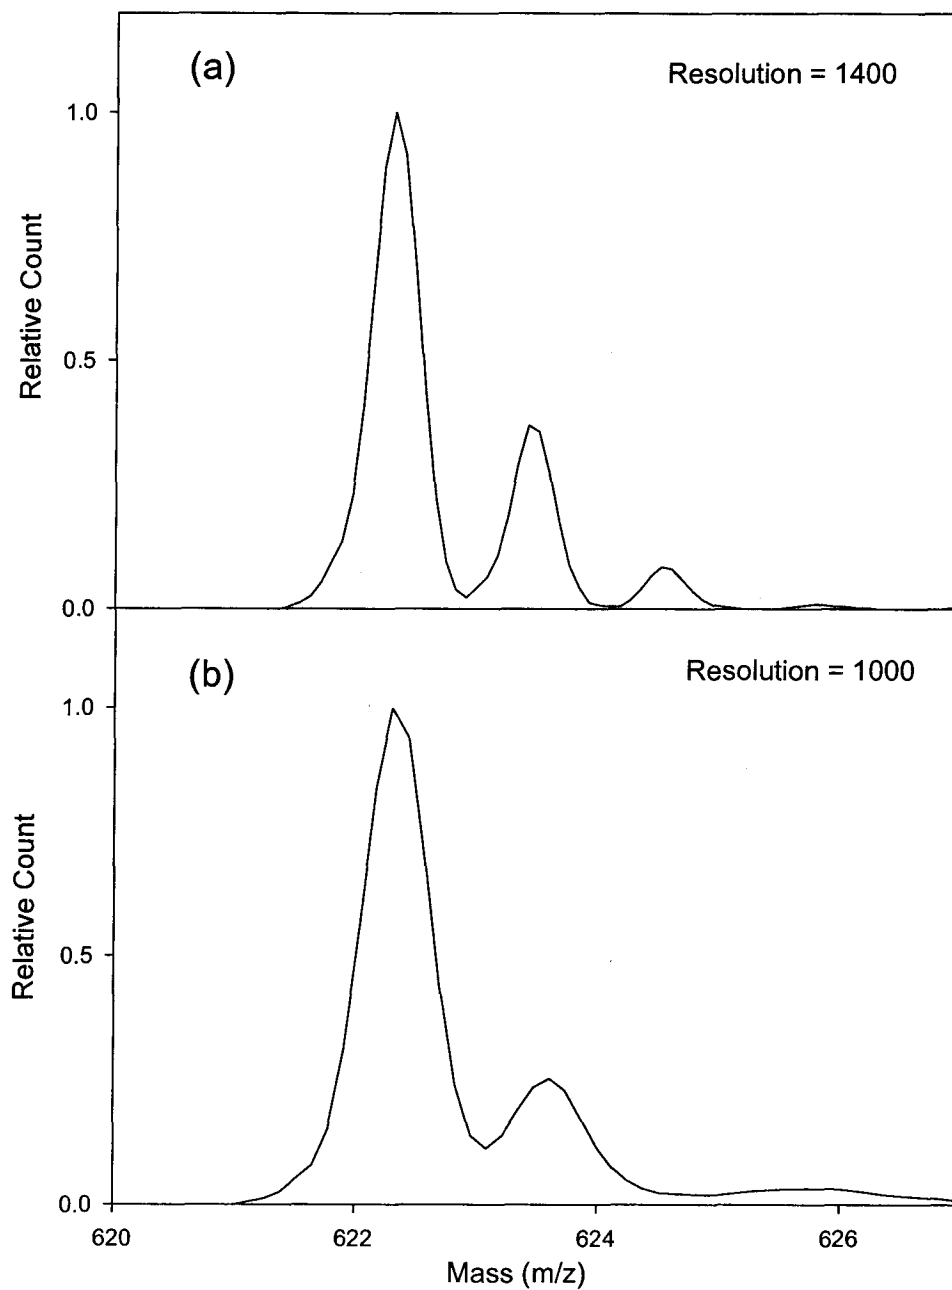 (a)
Resolution = 1400
1.0
0.5
0.0
Relative Count
(b)
Resolution = 1000
1.0
0.5
0.0
Relative Count
620 622 624 626
Mass (m/z)